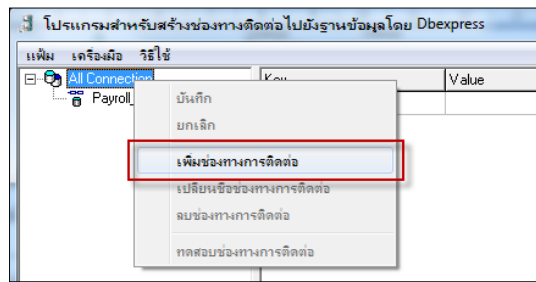 โปรแกรมสำหรับสร้างช่องทางติดต่อไปยังฐานข้อมูลโดย Dbexpress
แฟ้ม เครื่องมือ วิธีใช้
All Connection
Key Value
Payroll_
บันทึก
ยกเลิก
เพิ่มช่องทางการติดต่อ
เปลี่ยนชื่อช่องทางการติดต่อ
ลบช่องทางการติดต่อ
ทดสอบช่องทางการติดต่อ